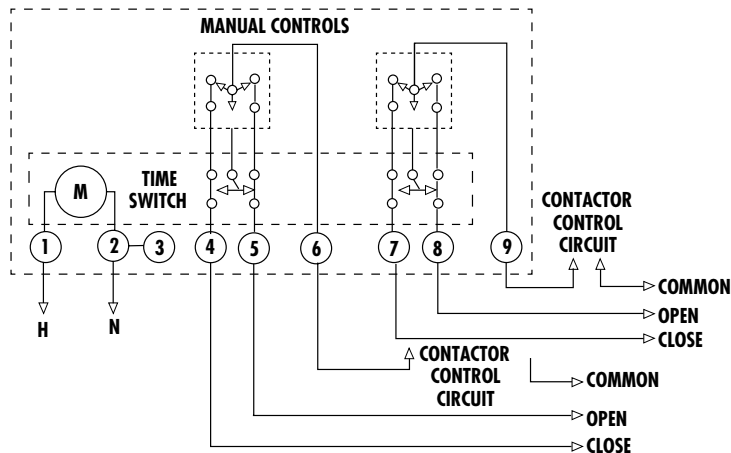 MANUAL CONTROLS
M
TIME
SWITCH
1
2
3
4
5
6
7
8
9
CONTACTOR
CONTROL
CIRCUIT
COMMON
OPEN
CLOSE
H
N
CONTACTOR
CONTROL
CIRCUIT
COMMON
OPEN
CLOSE